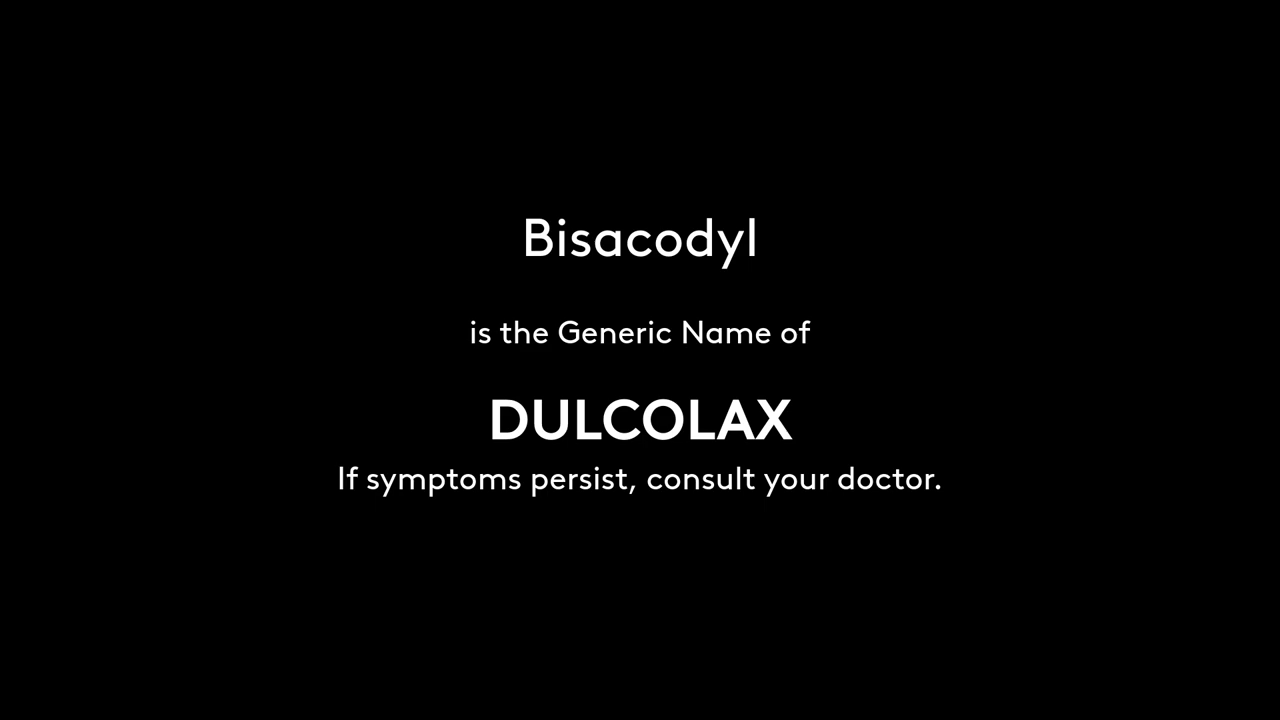 Bisacodyl
is the Generic Name of
DULCOLAX
If symptoms persist, consult your doctor.